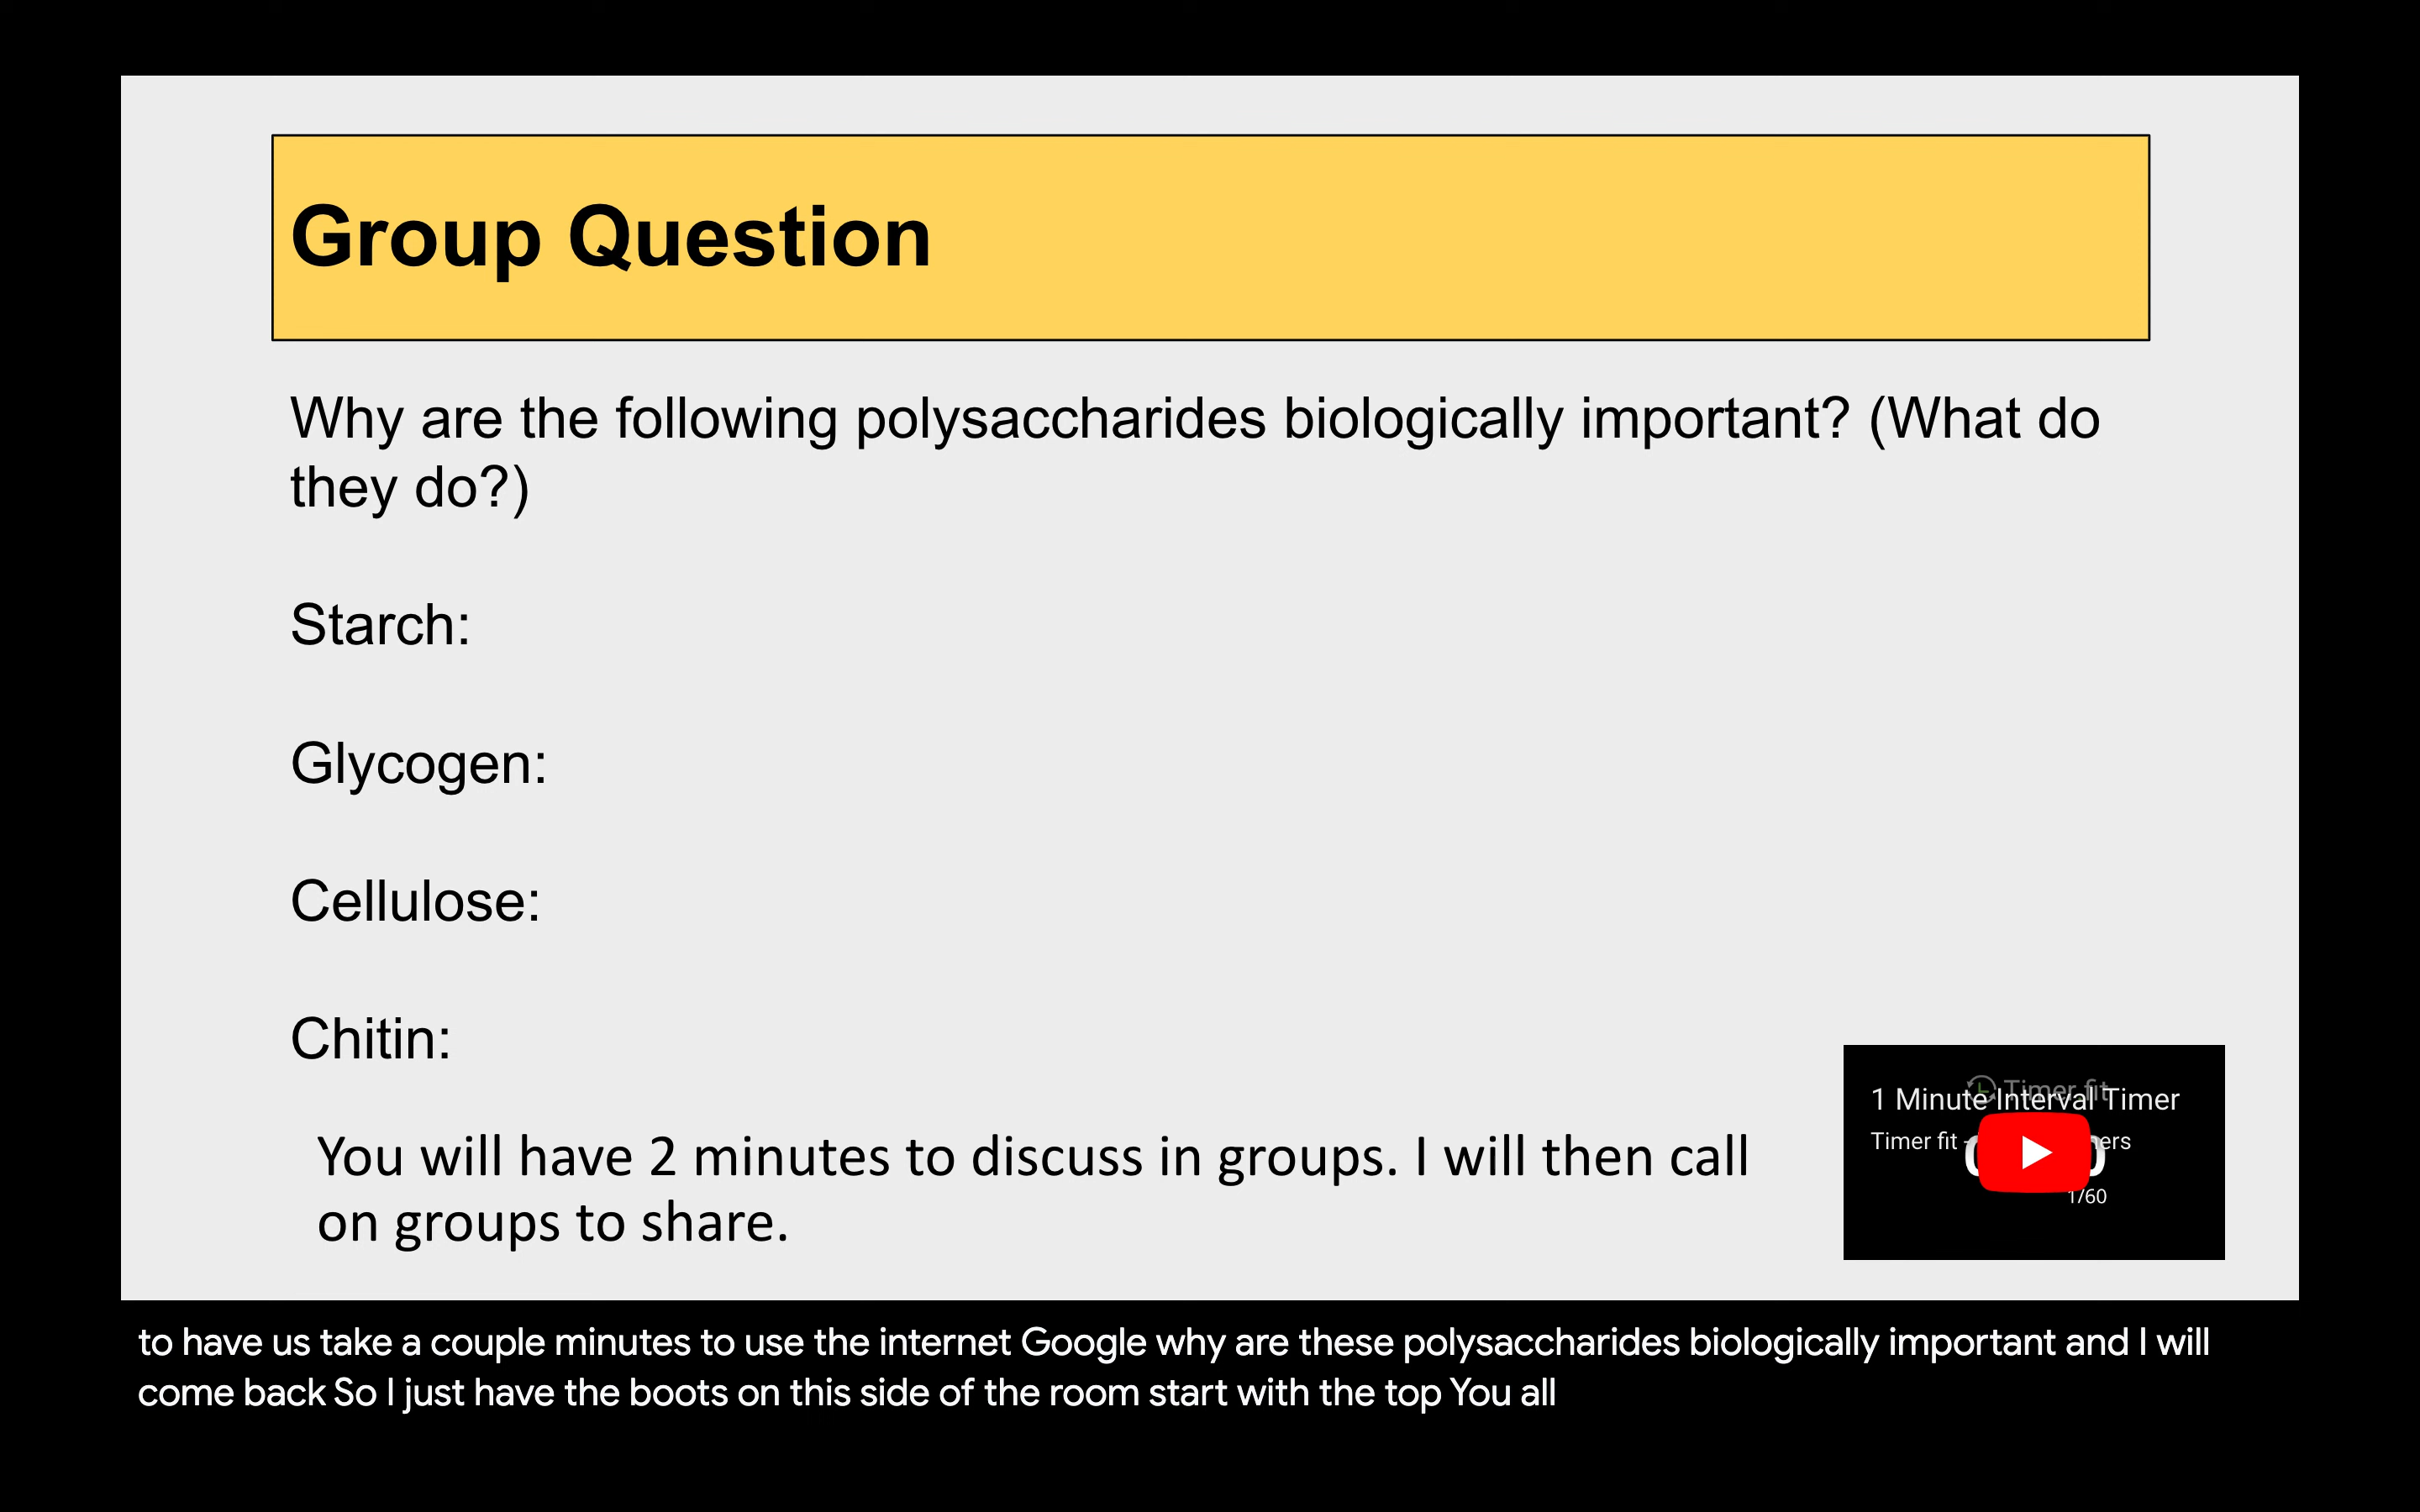 Group Question
Why are the following polysaccharides biologically important? (What do
they do?)
Starch:
Glycogen:
Cellulose:
Chitin:
You will have 2 minutes to discuss in groups. I will then call
on groups to share.
Timer fit
1 Minute Interval Timer
Timer fit -
1/60
to have us take a couple minutes to use the internet Google why are these polysaccharides biologically important and I will
come back So I just have the boots on this side of the room start with the top You all